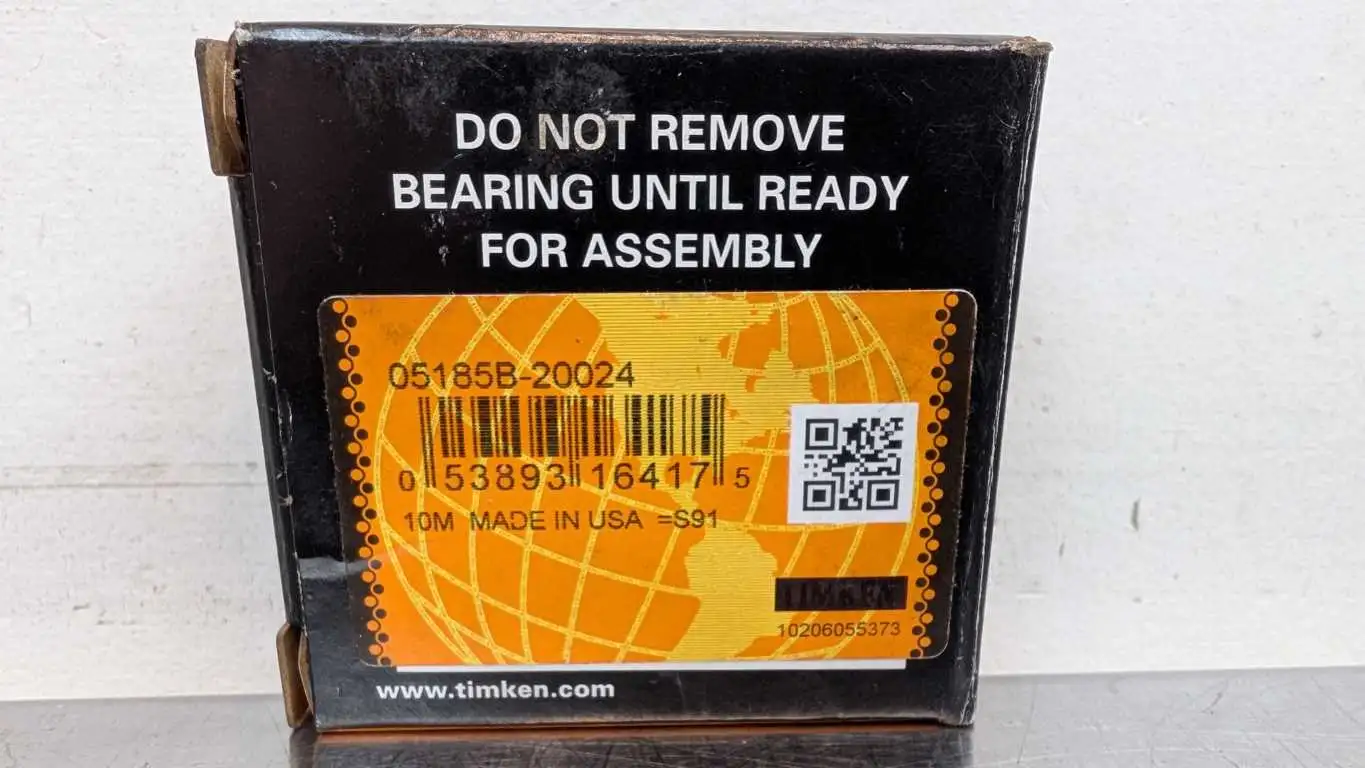 DO NOT REMOVE
BEARING UNTIL READY
FOR ASSEMBLY
05185B-20024
0 53893 16417 5
10M MADE IN USA =S91
TIMKEN
10206055373
www.timken.com